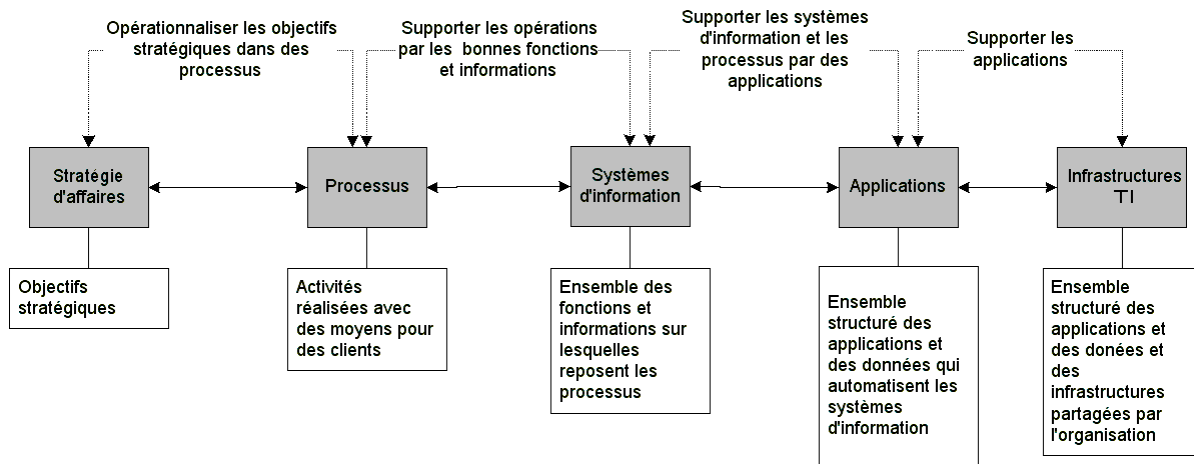 Opérationnaliser les objectifs
stratégiques dans des
processus
Supporter les opérations
par les bonnes fonctions
et informations
Supporter les systèmes
d'information et les
processus par des
applications
Supporter les
applications
Stratégie
d'affaires
Processus
Systèmes
d'information
Applications
Infrastructures
TI
Objectifs
stratégiques
Activités
réalisées avec
des moyens pour
des clients
Ensemble des
fonctions et
informations sur
lesquelles
reposent les
processus
Ensemble
structuré des
applications et
des données qui
automatisent les
systèmes
d'information
Ensemble
structuré des
applications et
des donées et
des
infrastructures
partagées par
l'organisation